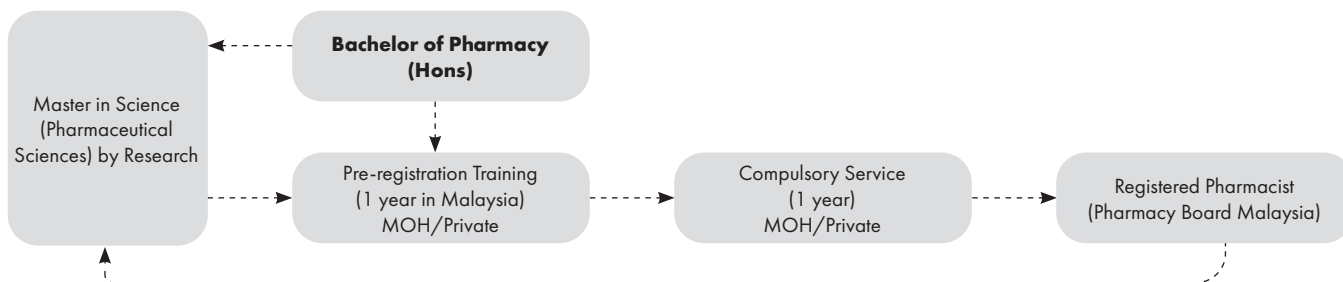 Bachelor of Pharmacy
(Hons)
Master in Science
(Pharmaceutical
Sciences) by Research
Pre-registration Training
(1 year in Malaysia)
MOH/Private
Compulsory Service
(1 year)
MOH/Private
Registered Pharmacist
(Pharmacy Board Malaysia)